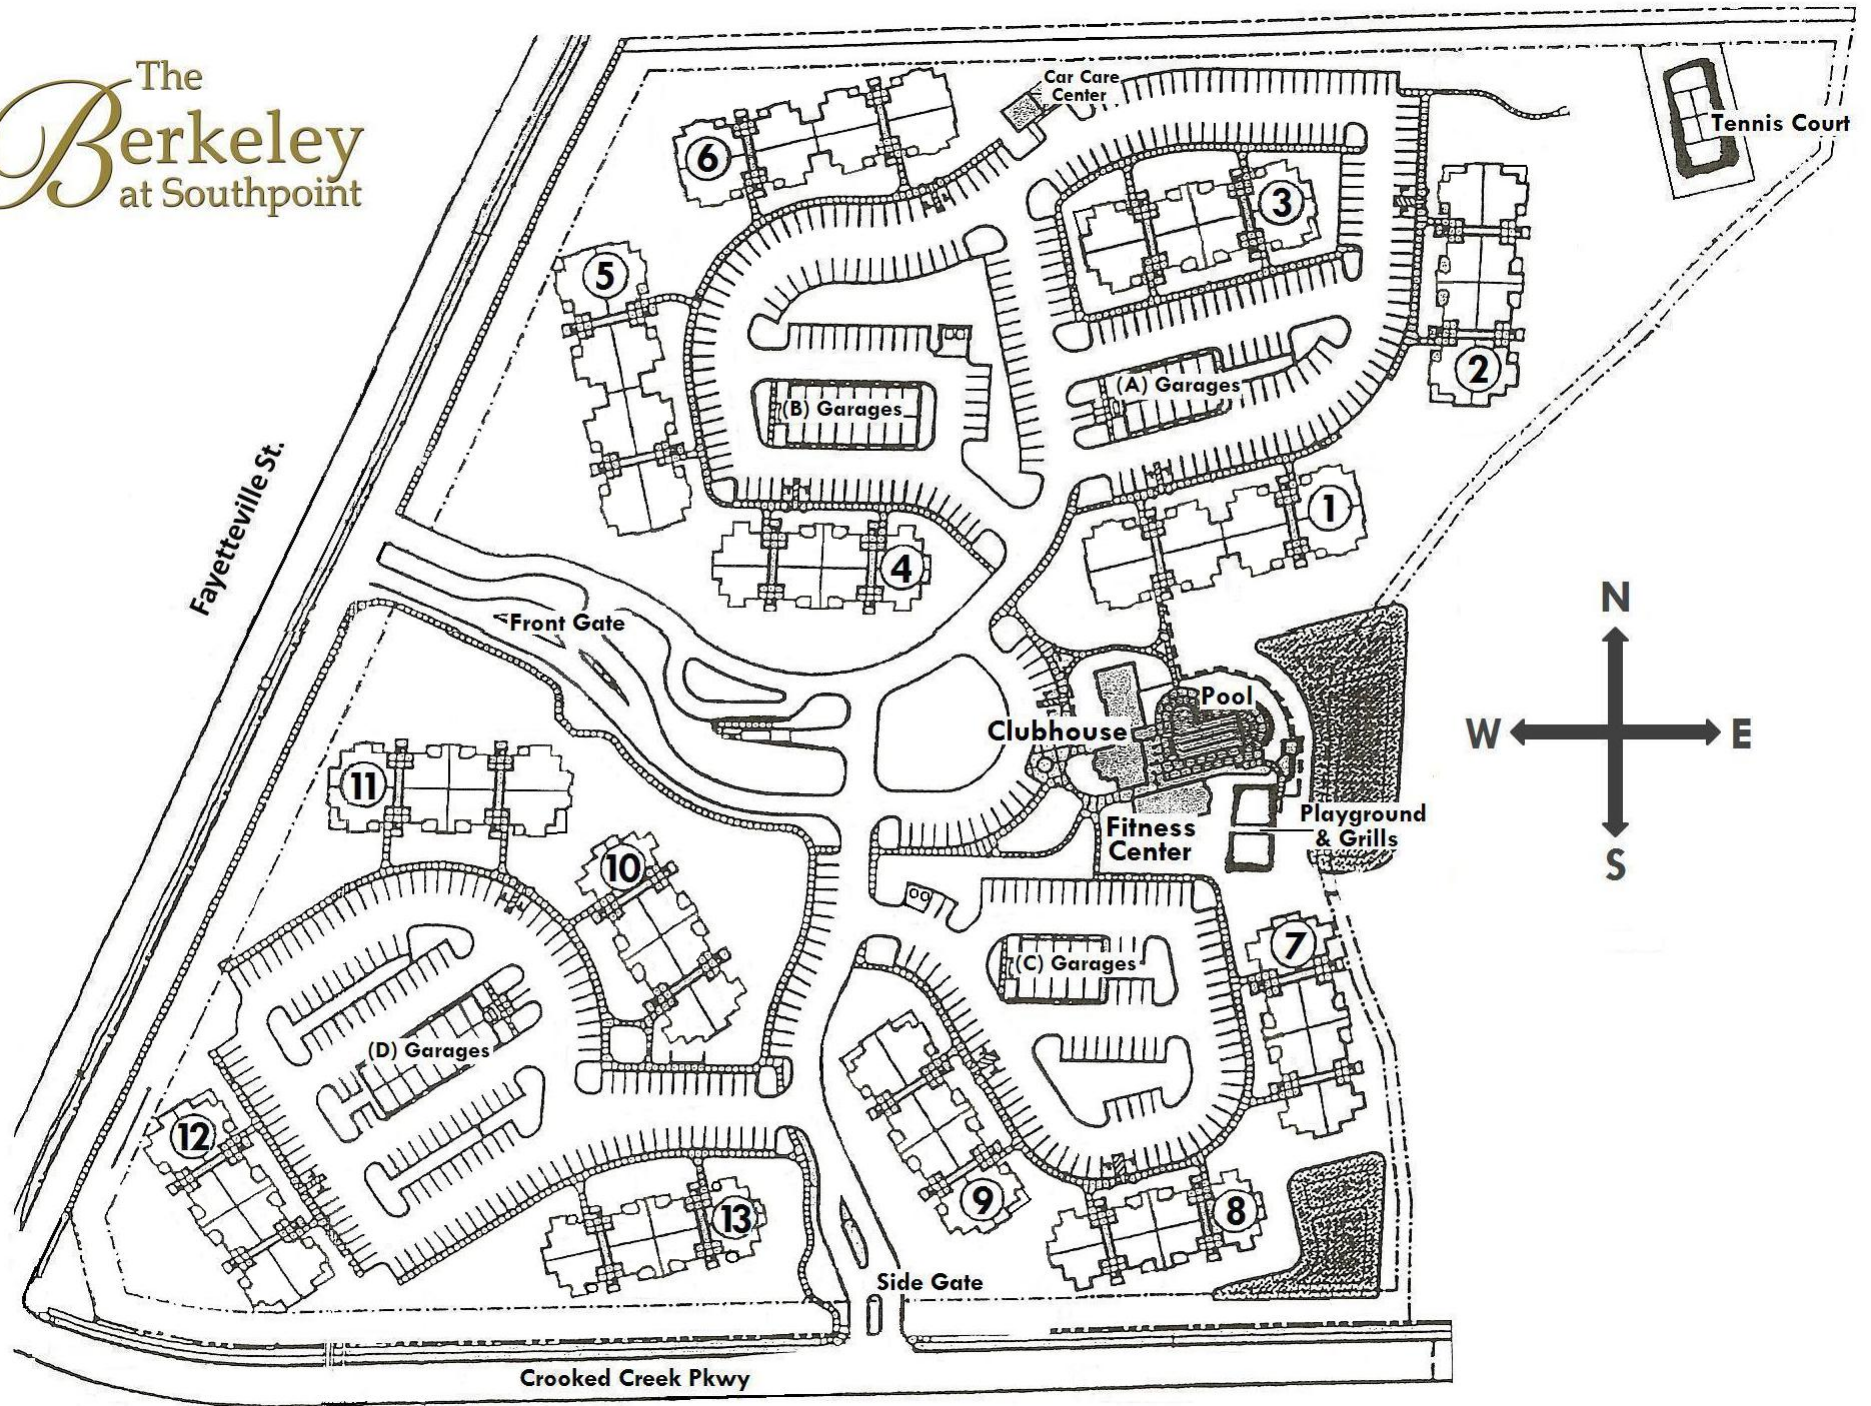 The
Berkeley
at Southpoint
Car Care
Center
Tennis Court
6
3
5
2
(A) Garages
(B) Garages
1
4
Fayetteville St.
Front Gate
N
Pool
Clubhouse
W
E
11
Playground
& Grills
Fitness
Center
S
10
7
(C) Garages
(D) Garages
12
9
8
13
Side Gate
Crooked Creek Pkwy